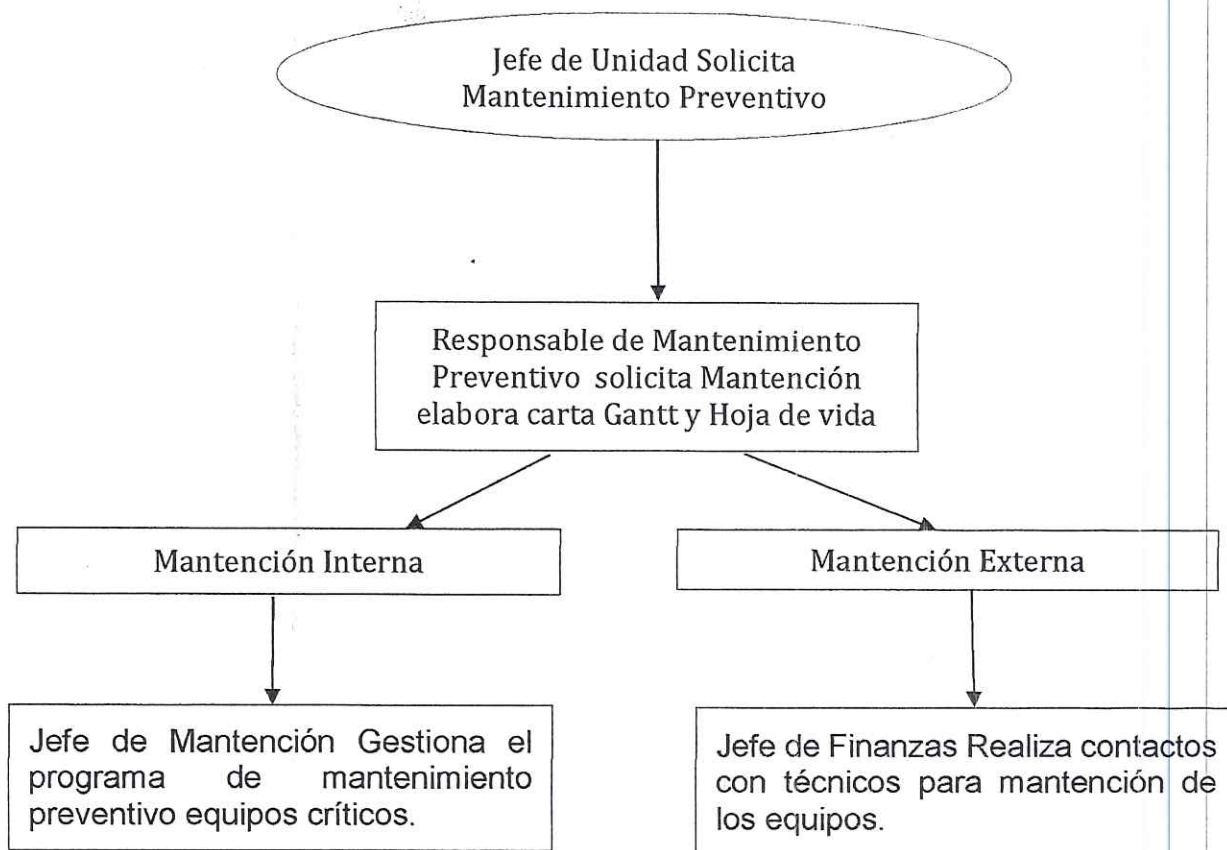 Jefe de Unidad Solicita
Mantenimiento Preventivo
Responsable de Mantenimiento
Preventivo solicita Mantención
elabora carta Gantt y Hoja de vida
Mantención Interna
Mantención Externa
Jefe de Mantención Gestiona el
programa de mantenimiento
preventivo equipos críticos.
Jefe de Finanzas Realiza contactos
con técnicos para mantención de
los equipos.